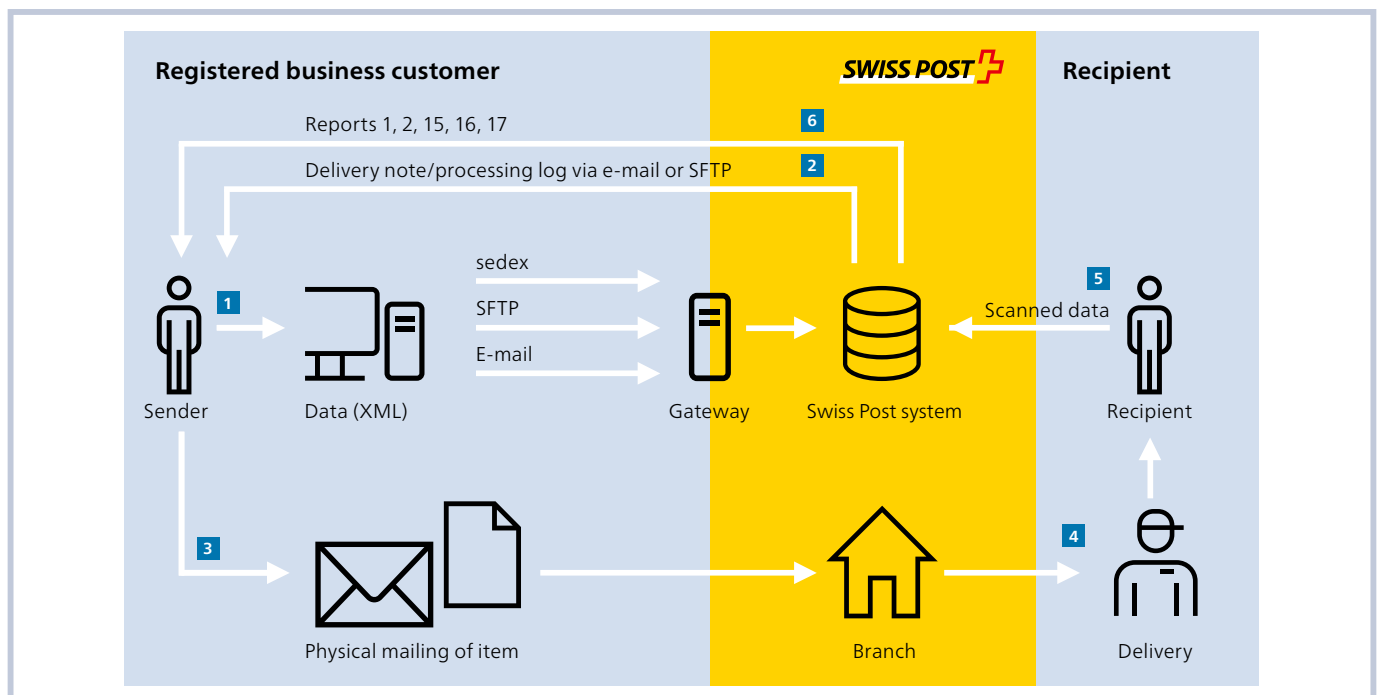 Registered business customer
SWISS POST
Recipient
Reports 1, 2, 15, 16, 17
6
Delivery note/processing log via e-mail or SFTP
2
sedex
5
1
SFTP
Scanned data
E-mail
Sender
Data (XML)
Gateway
Swiss Post system
Recipient
3
4
Physical mailing of item
Branch
Delivery